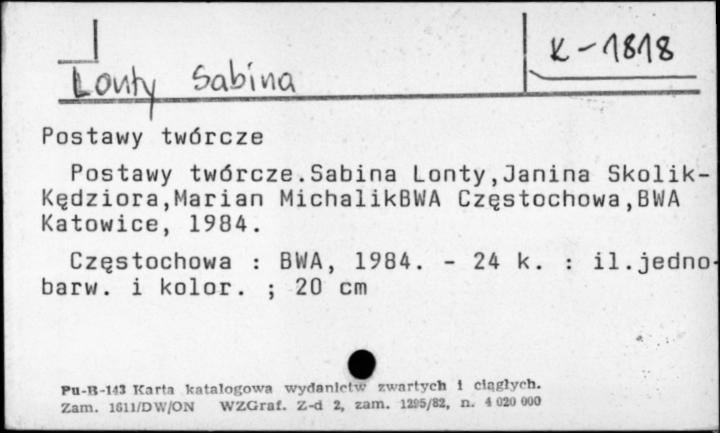 K-1818
Lonty Sabina
Postawy twórcze
Postawy twórcze.Sabina Lonty,Janina Skolik-
Kędziora,Marian MichalikBWA Częstochowa,BWA
Katowice, 1984.
Częstochowa : BWA, 1984. - 24 k. : il.jedno-
barw. i kolor. ; 20 cm
Pu-B-143 Karta katalogowa wydawnictw zwartych i ciągłych.
Zam. 1611/DW/ON WZGraf. Z-d 2, zam. 1295/82, n. 4 020 000